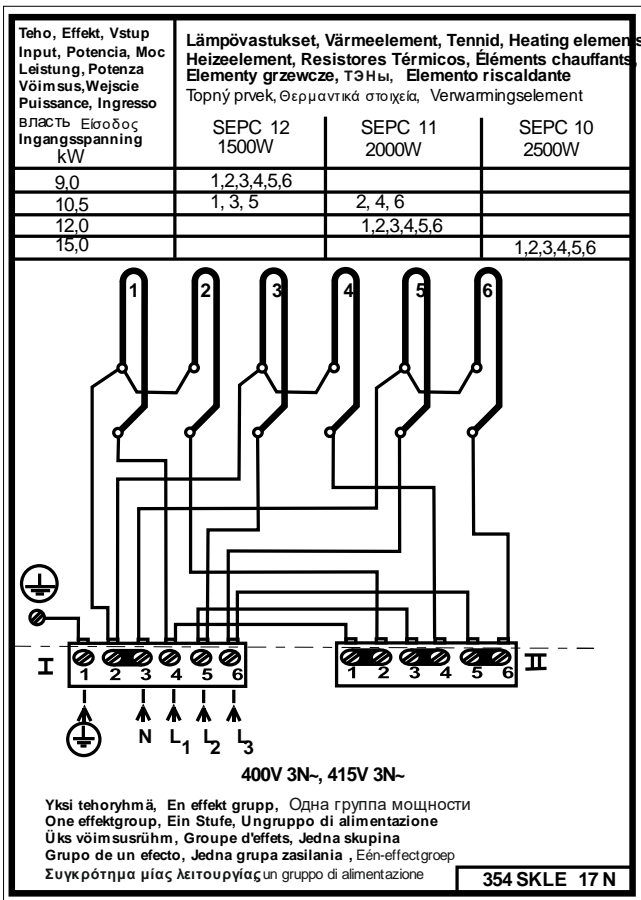 Teho, Effekt, Vstup
Input, Potencia, Moc
Leistung, Potenza
Vöimsus,Wejscie
Puissance, Ingresso
власть Είσοδος
Ingangsspanning
kW
Lämpövastukset, Värmeelement, Tennid, Heating elements
Heizeelement, Resistores Térmicos, Éléments chauffants,
Elementy grzewcze, ТЭНы, Elemento riscaldante
Topný prvek, Θερμαντικά στοιχεία, Verwarmingselement
SEPC 12 SEPC 11 SEPC 10
1500W 2000W 2500W
9,0 1,2,3,4,5,6
10,5 1, 3, 5 2, 4, 6
12,0 1,2,3,4,5,6
15,0 1,2,3,4,5,6
1 2 3 4 5 6
I 1 2 3 4 5 6 1 2 3 4 5 6 II
N L1 L2 L3
400V 3N~, 415V 3N~
Yksi tehoryhmä, En effekt grupp, Одна группа мощности
One effektgroup, Ein Stufe, Ungruppo di alimentazione
Üks vöimsusrühm, Groupe d'effets, Jedna skupina
Grupo de un efecto, Jedna grupa zasilania , Eén-effectgroep
Συγκρότημα μίας λειτουργίας un gruppo di alimentazione
354 SKLE 17 N